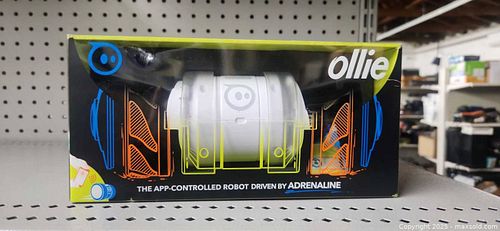 ollie
THE APP-CONTROLLED ROBOT DRIVEN BY ADRENALINE
Copyright 2025 - maxsold.com